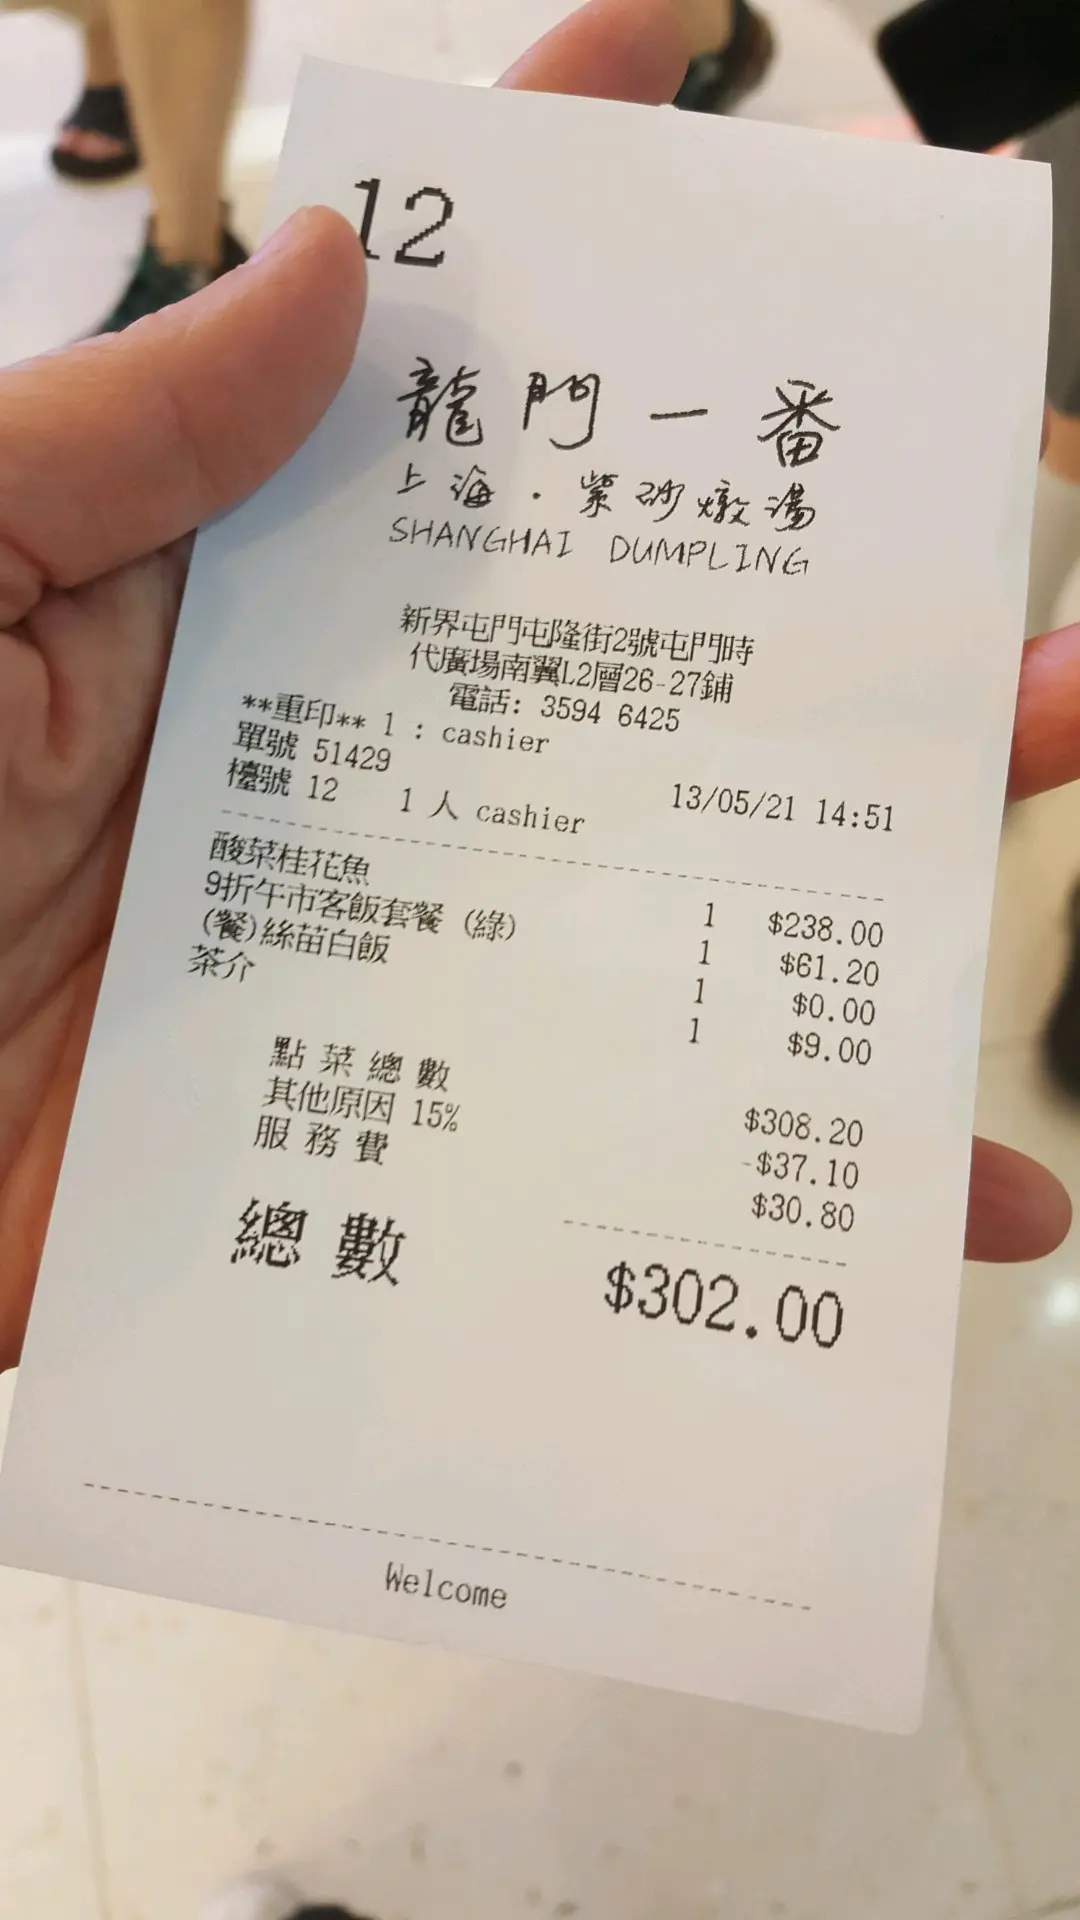 12
龍門一番
上海·紫砂燉湯
SHANGHAI DUMPLING
新界屯門屯隆街2號屯門時
代廣場南翼L2層26-27鋪
電話: 3594 6425
**重印** 1 : cashier
單號 51429
檯號 12 1 人 cashier 13/05/21 14:51
酸菜桂花魚 1 $238.00
9折午市客飯套餐 (綠) 1 $61.20
(餐)絲苗白飯 1 $0.00
茶介 1 $9.00
點菜總數 $308.20
其他原因 15% -$37.10
服務費 $30.80
總數 $302.00
Welcome